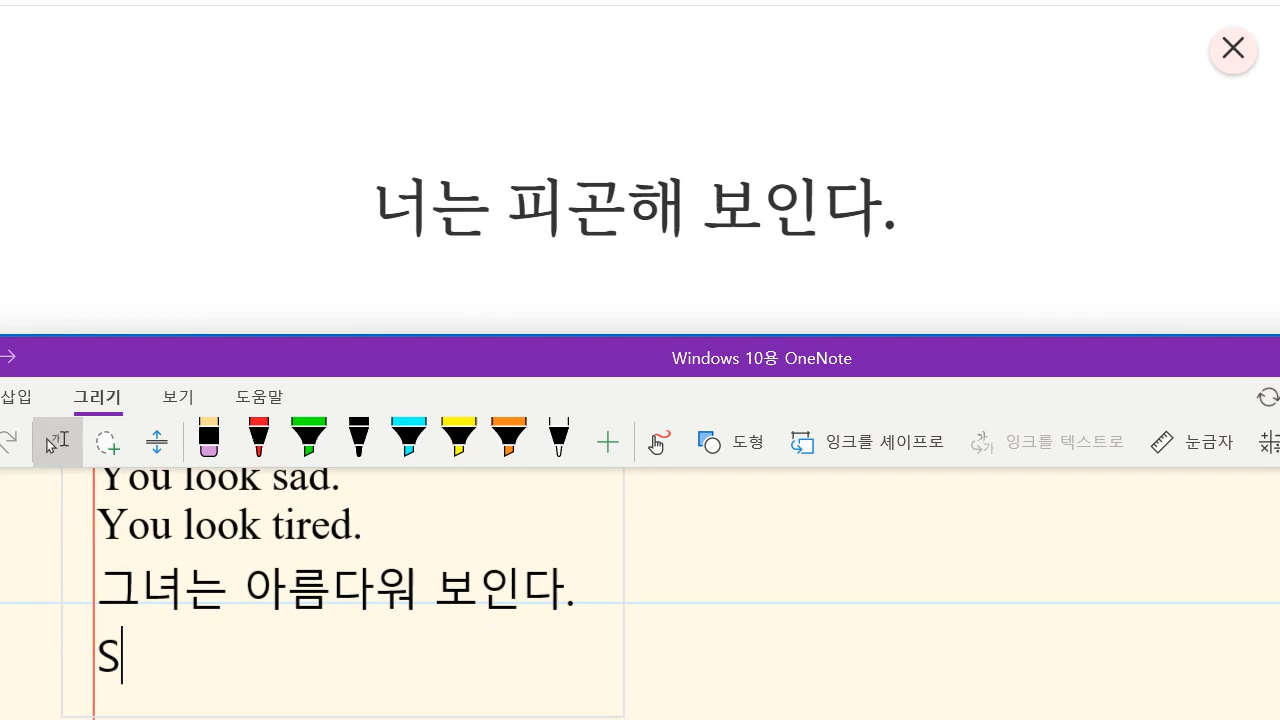 너는 피곤해 보인다.
Windows 10용 OneNote
삽입 그리기 보기 도움말
도형 잉크를 셰이프로 잉크를 텍스트로 눈금자
You look sad.
You look tired.
그녀는 아름다워 보인다.
S